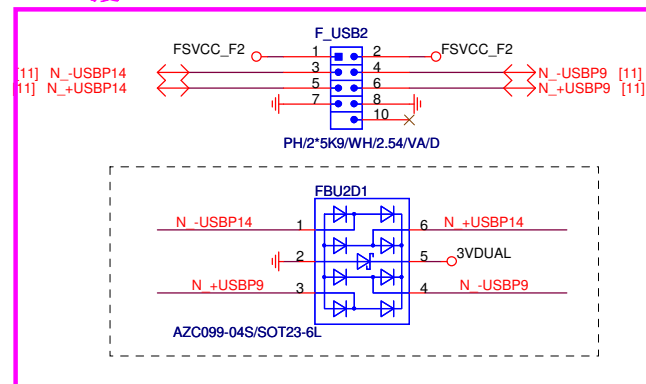 F_USB2
FSVCC_F2 1 2 FSVCC_F2
[11] N_-USBP14 3 4 N_-USBP9 [11]
[11] N_+USBP14 5 6 N_+USBP9 [11]
7 8
10
PH/2*5K9/WH/2.54/VA/D
FBU2D1
N_-USBP14 1 6 N_+USBP14
2 5 3VDUAL
N_+USBP9 3 4 N_-USBP9
AZC099-04S/SOT23-6L